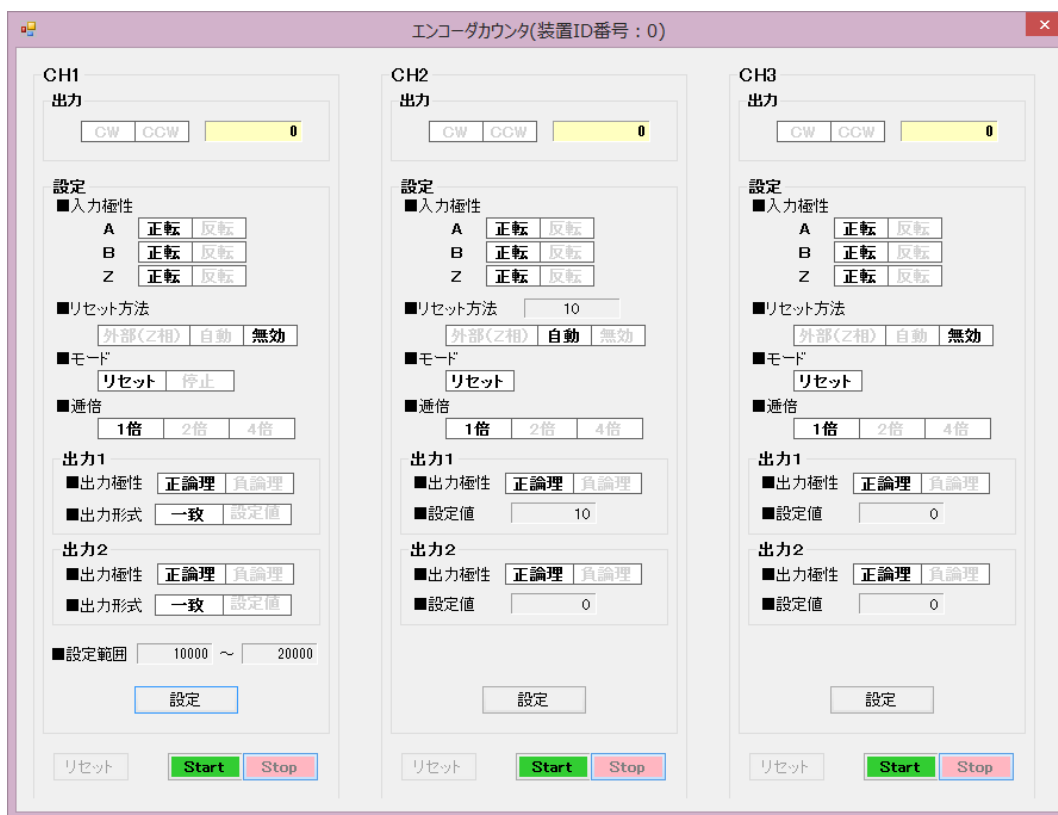 エンコーダカウンタ(装置ID番号：0)
×
CH1
出力
CW CCW 0
設定
■入力極性
A 正転 反転
B 正転 反転
Z 正転 反転
■リセット方法
外部(Z相) 自動 無効
■モード
リセット 停止
■逓倍
1倍 2倍 4倍
出力1
■出力極性 正論理 負論理
■出力形式 一致 設定値
出力2
■出力極性 正論理 負論理
■出力形式 一致 設定値
■設定範囲 10000 ～ 20000
設定
リセット Start Stop
CH2
出力
CW CCW 0
設定
■入力極性
A 正転 反転
B 正転 反転
Z 正転 反転
■リセット方法 10
外部(Z相) 自動 無効
■モード
リセット
■逓倍
1倍 2倍 4倍
出力1
■出力極性 正論理 負論理
■設定値 10
出力2
■出力極性 正論理 負論理
■設定値 0
設定
リセット Start Stop
CH3
出力
CW CCW 0
設定
■入力極性
A 正転 反転
B 正転 反転
Z 正転 反転
■リセット方法
外部(Z相) 自動 無効
■モード
リセット
■逓倍
1倍 2倍 4倍
出力1
■出力極性 正論理 負論理
■設定値 0
出力2
■出力極性 正論理 負論理
■設定値 0
設定
リセット Start Stop